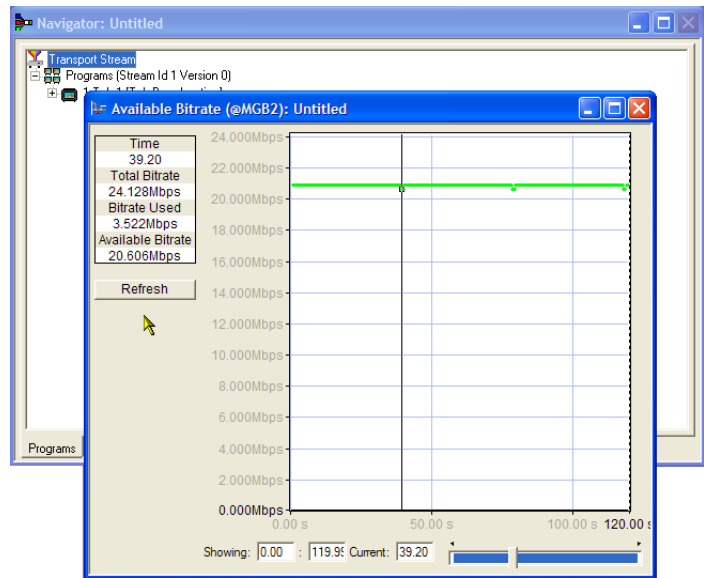 Navigator: Untitled
Transport Stream
Programs (Stream Id 1 Version 0)
Available Bitrate (@MGB2): Untitled
Time
39.20
Total Bitrate
24.128Mbps
Bitrate Used
3.522Mbps
Available Bitrate
20.606Mbps
Refresh
24.000Mbps
22.000Mbps
20.000Mbps
18.000Mbps
16.000Mbps
14.000Mbps
12.000Mbps
10.000Mbps
8.000Mbps
6.000Mbps
4.000Mbps
2.000Mbps
0.000Mbps
0.00 s
50.00 s
100.00 s
120.00 s
Showing: 0.00 : 119.95 Current: 39.20
Programs